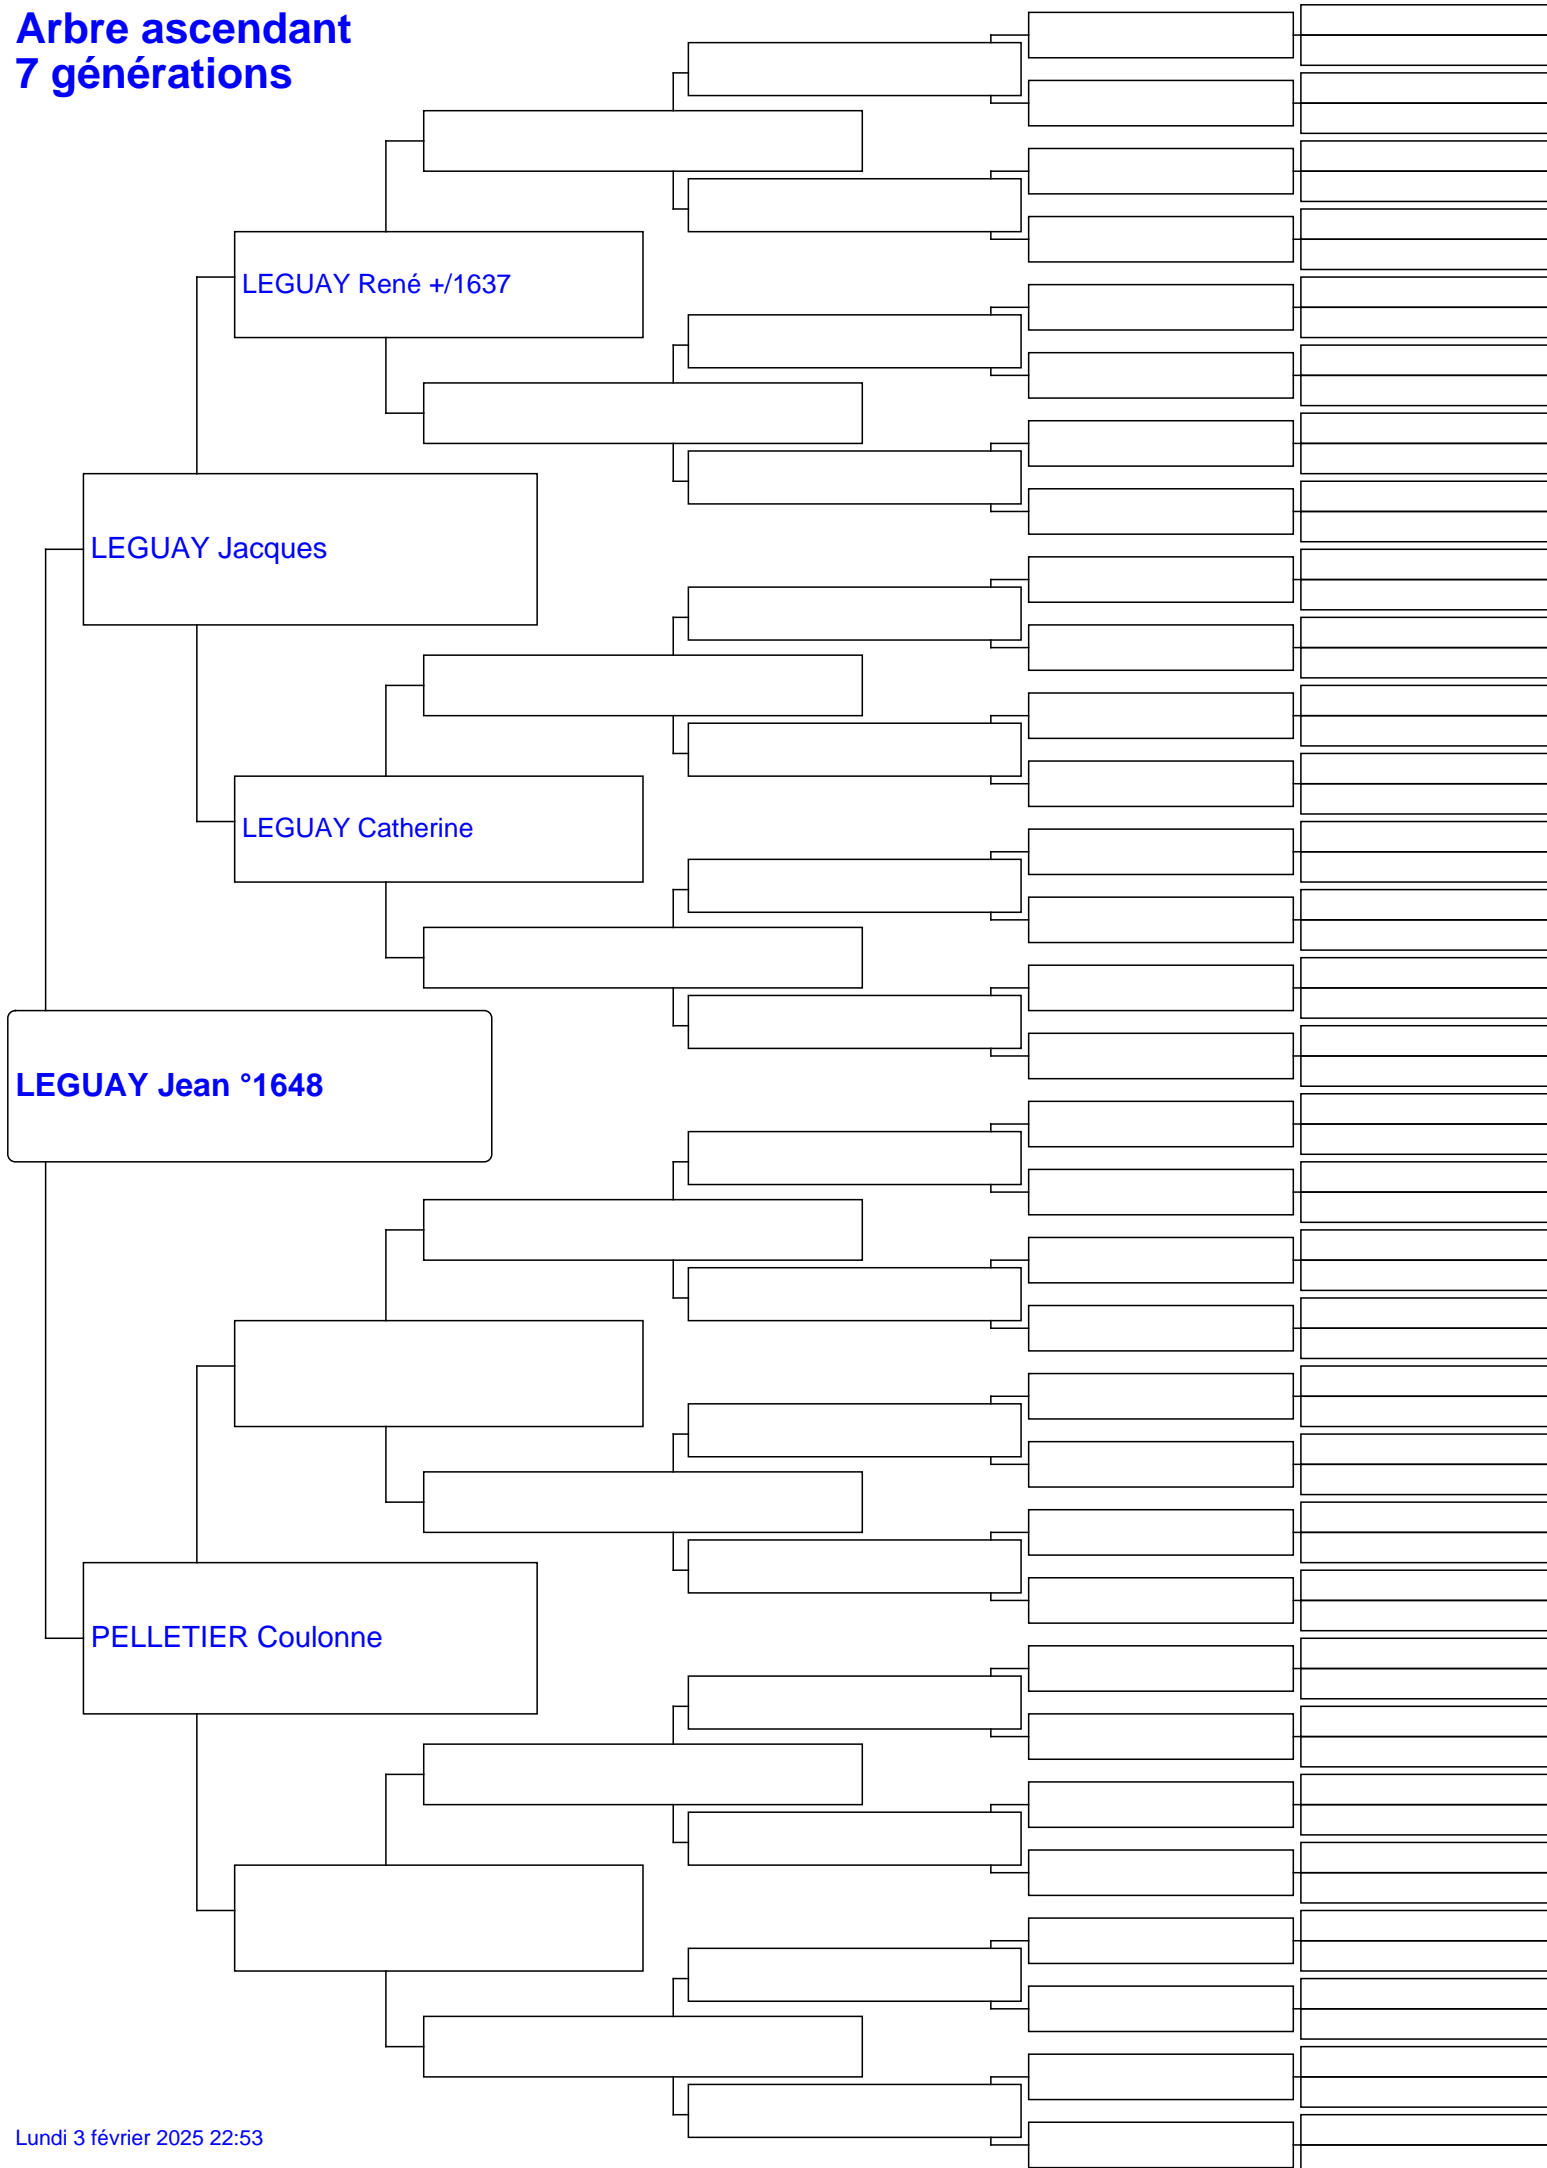 Arbre ascendant
7 générations
LEGUAY René +/1637
LEGUAY Jacques
LEGUAY Catherine
LEGUAY Jean °1648
PELLETIER Coulonne
Lundi 3 février 2025 22:53